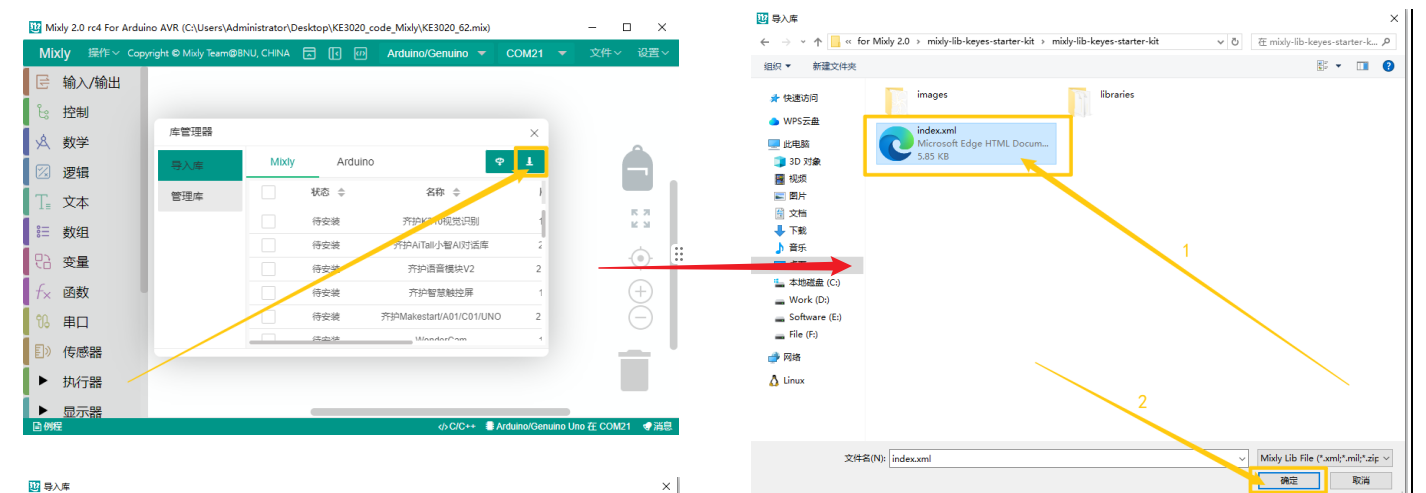 Mixly 2.0 rc4 For Arduino AVR (C:\Users\Administrator\Desktop\KE3020_code_Mixly\KE3020_62.mix)
Mixly 操作 Copyright © Mixly Team@BNU, CHINA Arduino/Genuino COM21 文件 设置
输入/输出
控制
数学
逻辑
文本
数组
变量
函数
串口
传感器
执行器
显示器
库管理器
导入库
管理库
Mixly Arduino
状态 名称
待安装 齐护K210视觉识别 1
待安装 齐护AiTall小智AI对话库 2
待安装 齐护语音模块V2 2
待安装 齐护智慧触控屏 1
待安装 齐护Makestart/A01/C01/UNO 2
待安装 WonderCam 1
例程 C/C++ Arduino/Genuino Uno 在 COM21 消息
导入库
导入库
« for Mixly 2.0 › mixly-lib-keyes-starter-kit › mixly-lib-keyes-starter-kit
在 mixly-lib-keyes-starter-k...
组织 新建文件夹
快速访问
WPS云盘
此电脑
3D 对象
视频
图片
文档
下载
音乐
本地磁盘 (C:)
Work (D:)
Software (E:)
File (F:)
网络
Linux
images
libraries
index.xml
Microsoft Edge HTML Docum...
5.85 KB
1
2
文件名(N): index.xml
Mixly Lib File (*.xml;*.mil;*.zip
确定 取消